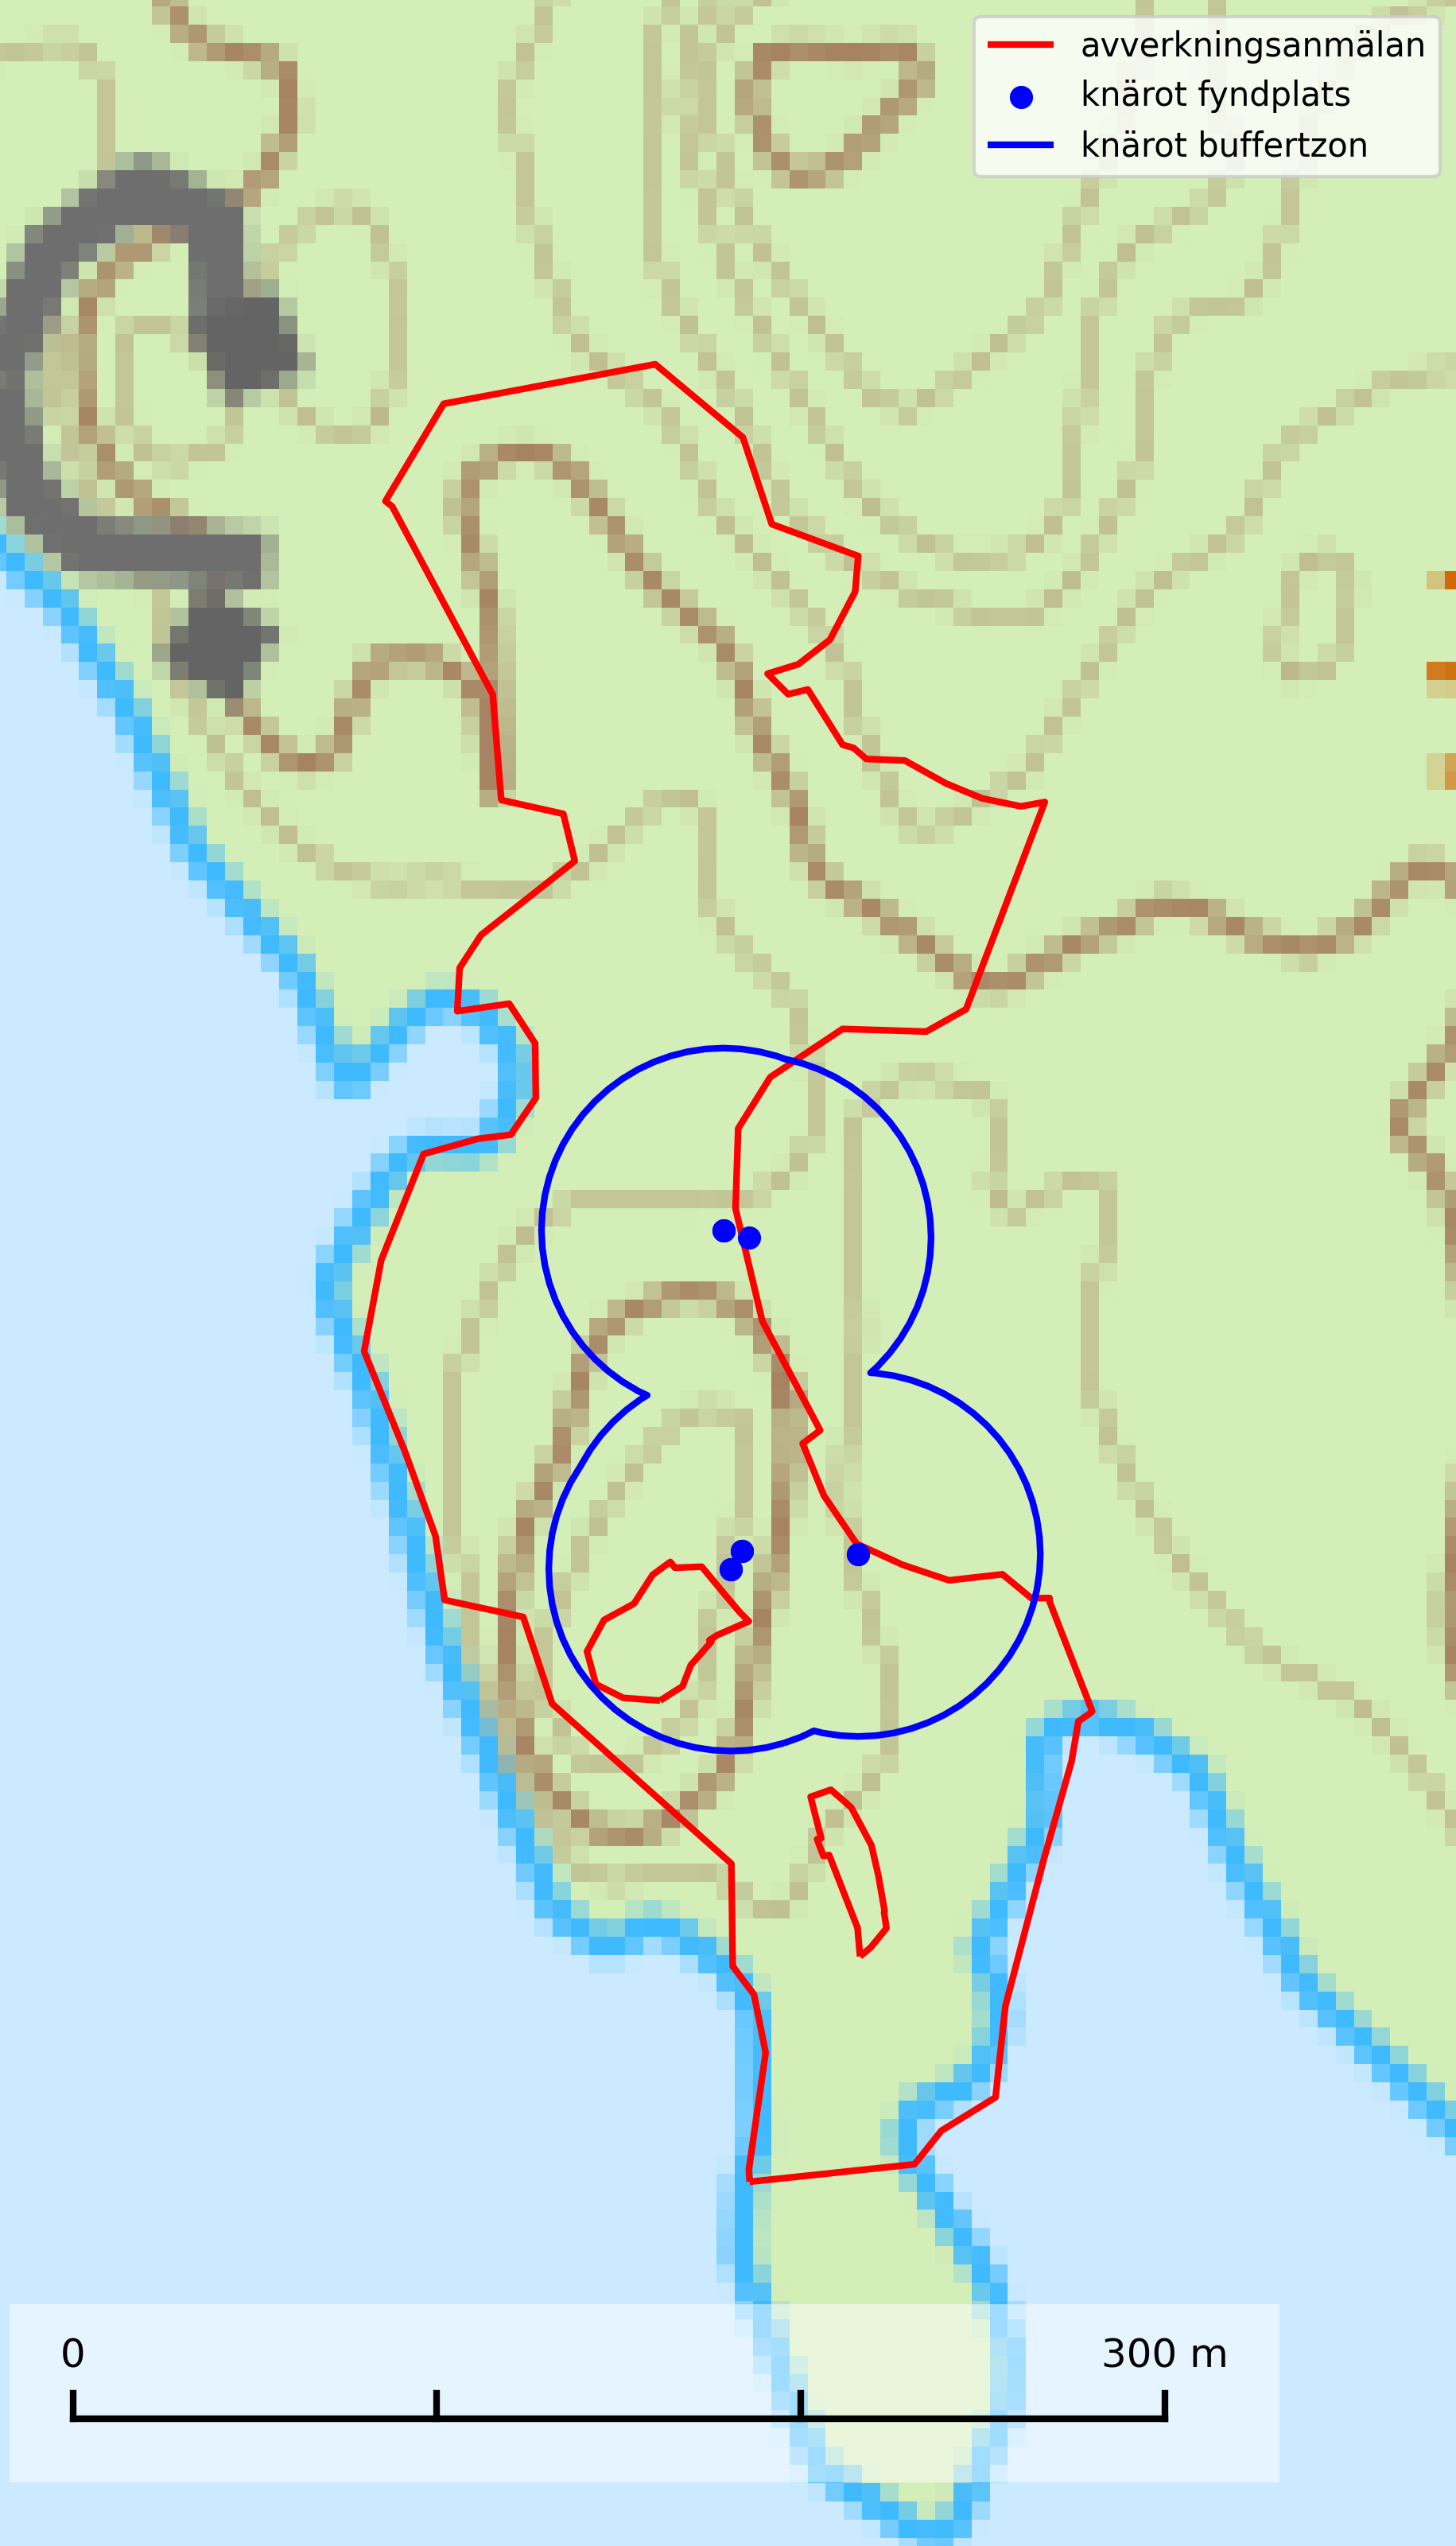 avverkningsanmälan
knärot fyndplats
knärot buffertzon
0
300 m